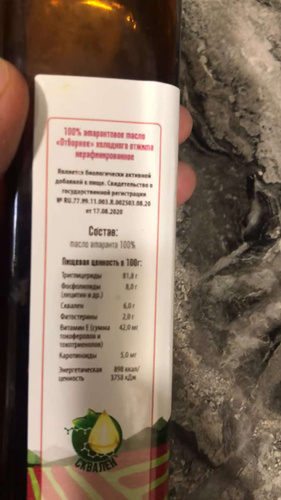 100% амарантовое масло
«Отборное» холодного отжима
нерафинированное
Является биологически активной
добавкой к пище. Свидетельство о
государственной регистрации
№ RU.77.99.11.003.R.002503.08.20
от 17.08.2020
Состав:
масло амаранта 100%
Пищевая ценность в 100г:
Триглицериды 81,8 г
Фосфолипиды 8,0 г
(лецитин и др.)
Сквален 6,0 г
Фитостерины 2,0 г
Витамин Е (сумма 42,0 мг
токоферолов и
токотриенолов)
Каротиноиды 5,0 мг
Энергетическая 898 ккал/
ценность 3758 кДж
СКВАЛЕН